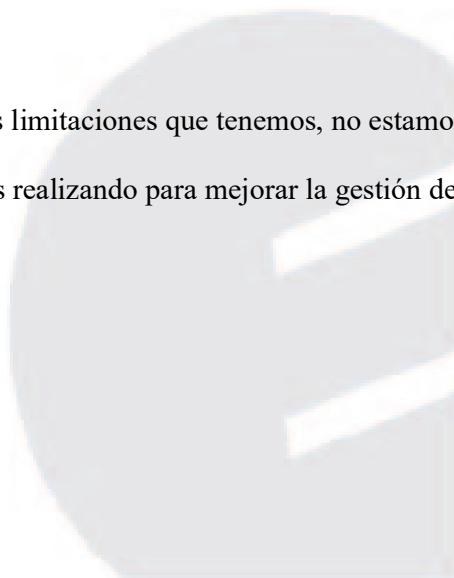 s limitaciones que tenemos, no estamo
s realizando para mejorar la gestión de